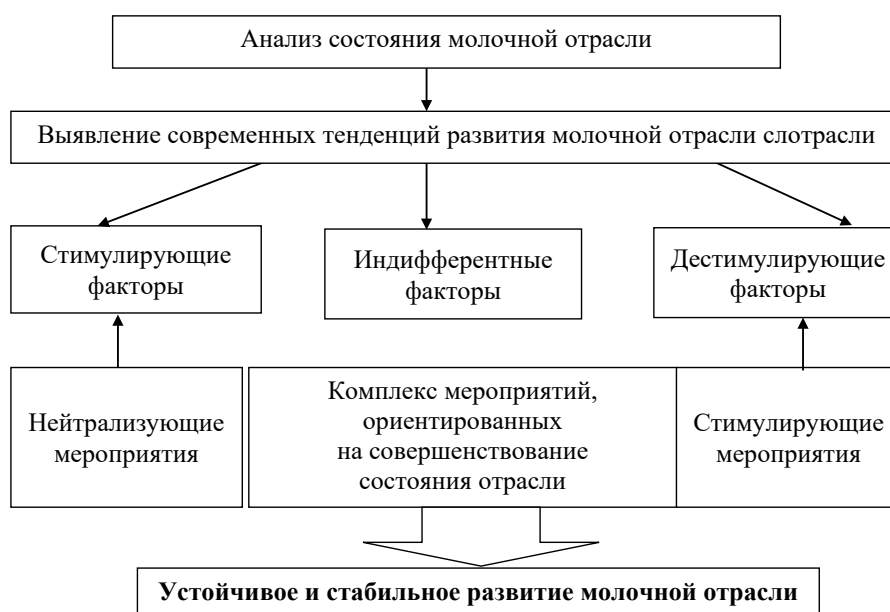 Анализ состояния молочной отрасли
Выявление современных тенденций развития молочной отрасли слотрасли
Стимулирующие
факторы
Индифферентные
факторы
Дестимулирующие
факторы
Нейтрализующие
мероприятия
Комплекс мероприятий,
ориентированных
на совершенствование
состояния отрасли
Стимулирующие
мероприятия
Устойчивое и стабильное развитие молочной отрасли